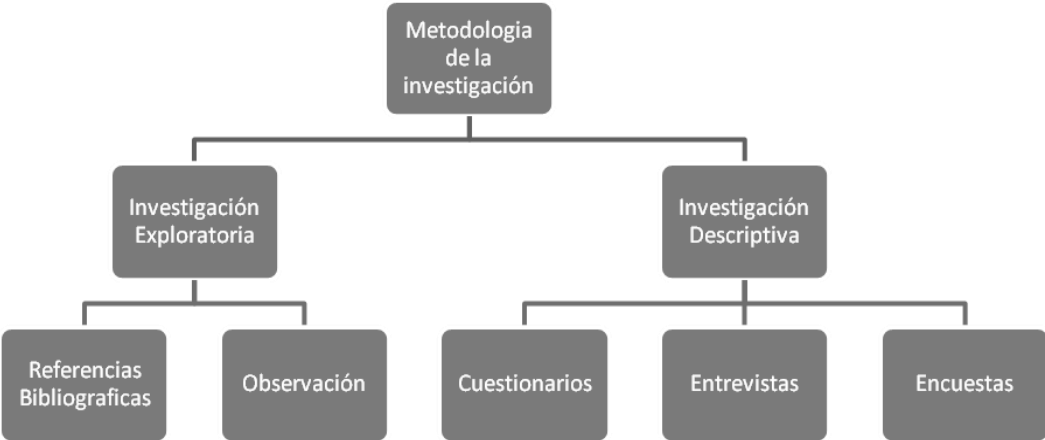 Metodologia
de la
investigación
Investigación
Exploratoria
Investigación
Descriptiva
Referencias
Bibliograficas
Observación
Cuestionarios
Entrevistas
Encuestas